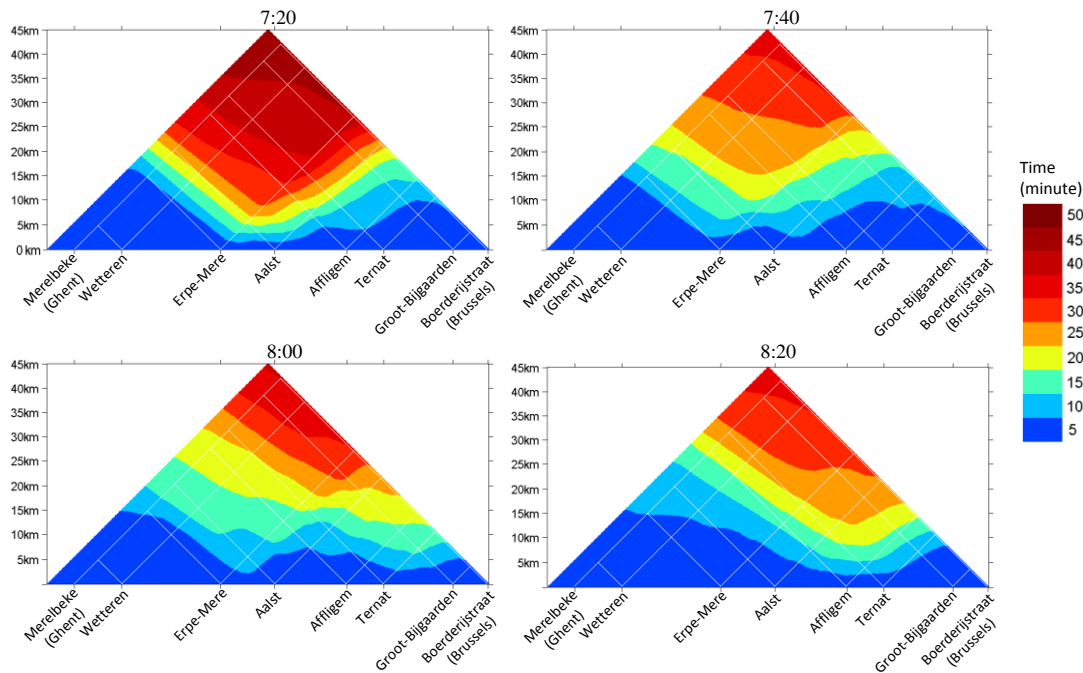 7:20
45km
40km
35km
30km
25km
20km
15km
10km
5km
0 km
Merelbeke
(Ghent)
Wetteren
Erpe-Mere
Aalst
Affligem
Ternat
Groot-Bijgaarden
Boerderijstraat
(Brussels)
7:40
45km
40km
35km
30km
25km
20km
15km
10km
5km
Merelbeke
(Ghent)
Wetteren
Erpe-Mere
Aalst
Affligem
Ternat
Groot-Bijgaarden
Boerderijstraat
(Brussels)
Time
(minute)
50
45
40
35
30
25
20
15
10
5
8:00
45km
40km
35km
30km
25km
20km
15km
10km
5km
Merelbeke
(Ghent)
Wetteren
Erpe-Mere
Aalst
Affligem
Ternat
Groot-Bijgaarden
Boerderijstraat
(Brussels)
8:20
45km
40km
35km
30km
25km
20km
15km
10km
5km
Merelbeke
(Ghent)
Wetteren
Erpe-Mere
Aalst
Affligem
Ternat
Groot-Bijgaarden
Boerderijstraat
(Brussels)